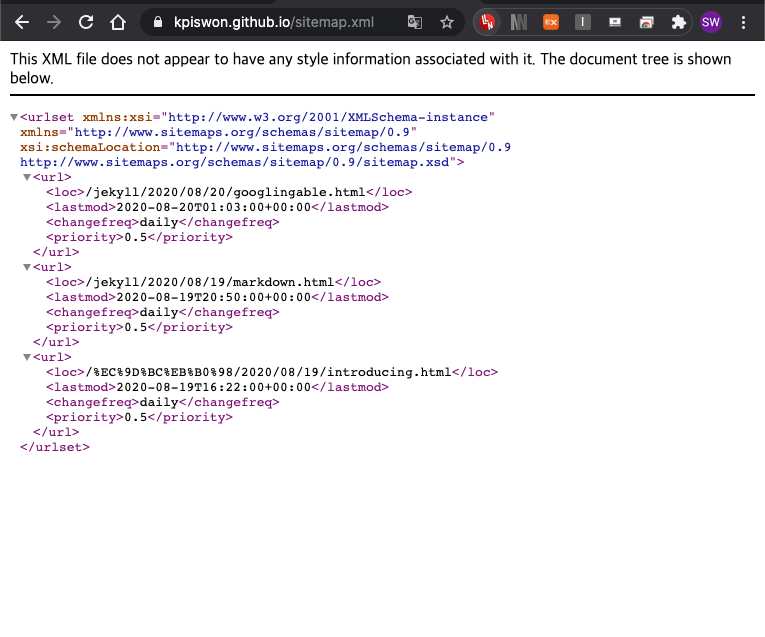 kpiswon.github.io/sitemap.xml
SW
This XML file does not appear to have any style information associated with it. The document tree is shown
below.
<urlset xmlns:xsi="http://www.w3.org/2001/XMLSchema-instance"
xmlns="http://www.sitemaps.org/schemas/sitemap/0.9"
xsi:schemaLocation="http://www.sitemaps.org/schemas/sitemap/0.9
http://www.sitemaps.org/schemas/sitemap/0.9/sitemap.xsd">
<url>
<loc>/jekyll/2020/08/20/googlingable.html</loc>
<lastmod>2020-08-20T01:03:00+00:00</lastmod>
<changefreq>daily</changefreq>
<priority>0.5</priority>
</url>
<url>
<loc>/jekyll/2020/08/19/markdown.html</loc>
<lastmod>2020-08-19T20:50:00+00:00</lastmod>
<changefreq>daily</changefreq>
<priority>0.5</priority>
</url>
<url>
<loc>/%EC%9D%BC%EB%B0%98/2020/08/19/introducing.html</loc>
<lastmod>2020-08-19T16:22:00+00:00</lastmod>
<changefreq>daily</changefreq>
<priority>0.5</priority>
</url>
</urlset>